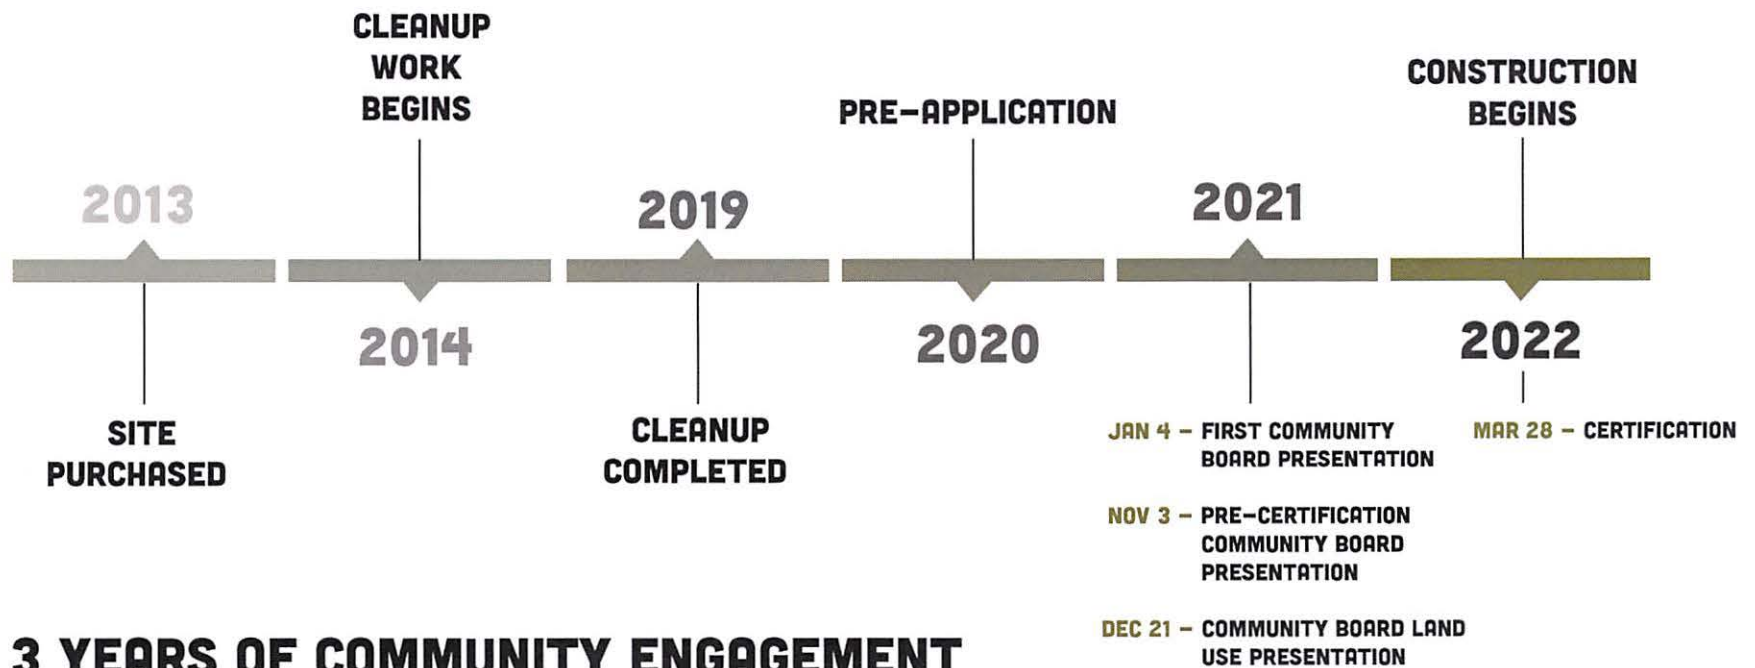 CLEANUP
WORK
BEGINS
CONSTRUCTION
BEGINS
PRE-APPLICATION
2013
2019
2021
2014
2020
2022
SITE
PURCHASED
CLEANUP
COMPLETED
JAN 4 – FIRST COMMUNITY
BOARD PRESENTATION
MAR 28 – CERTIFICATION
NOV 3 – PRE-CERTIFICATION
COMMUNITY BOARD
PRESENTATION
DEC 21 – COMMUNITY BOARD LAND
USE PRESENTATION
3 YEARS OF COMMUNITY ENGAGEMENT